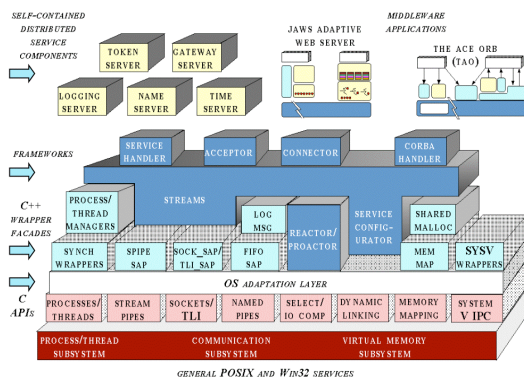 SELF-CONTAINED
DISTRIBUTED
SERVICE
COMPONENTS
TOKEN
SERVER
GATEWAY
SERVER
LOGGING
SERVER
NAME
SERVER
TIME
SERVER
JAWS ADAPTIVE
WEB SERVER
MIDDLEWARE
APPLICATIONS
THE ACE ORB
(TAO)
FRAMEWORKS
SERVICE
HANDLER
ACCEPTOR
CONNECTOR
CORBA
HANDLER
STREAMS
C++
WRAPPER
FACADES
PROCESS/
THREAD
MANAGERS
LOG
MSG
REACTOR/
PROACTOR
SERVICE
CONFIG-
URATOR
SHARED
MALLOC
SYNCH
WRAPPERS
SPIPE
SAP
SOCK_SAP/
TLI_SAP
FIFO
SAP
MEM
MAP
SYSV
WRAPPERS
OS ADAPTATION LAYER
C
APIS
PROCESSES/
THREADS
STREAM
PIPES
SOCKETS/
TLI
NAMED
PIPES
SELECT/
IO COMP
DYNAMIC
LINKING
MEMORY
MAPPING
SYSTEM
V IPC
PROCESS/THREAD
SUBSYSTEM
COMMUNICATION
SUBSYSTEM
VIRTUAL MEMORY
SUBSYSTEM
GENERAL POSIX AND WIN32 SERVICES